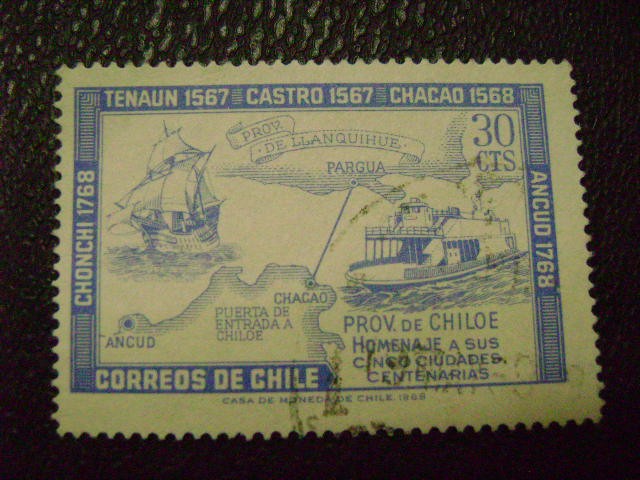 TENAUN 1567 CASTRO 1567 CHACAO 1568
CHONCHI 1768
ANCUD 1768
30
CTS.
PROV.
DE LLANQUIHUE
PARGUA
CHACAO
PUERTA DE
ENTRADA A
CHILOE
ANCUD
PROV. DE CHILOE
HOMENAJE A SUS
CINCO CIUDADES
CENTENARIAS
CORREOS DE CHILE
CASA DE MONEDA DE CHILE. 1968